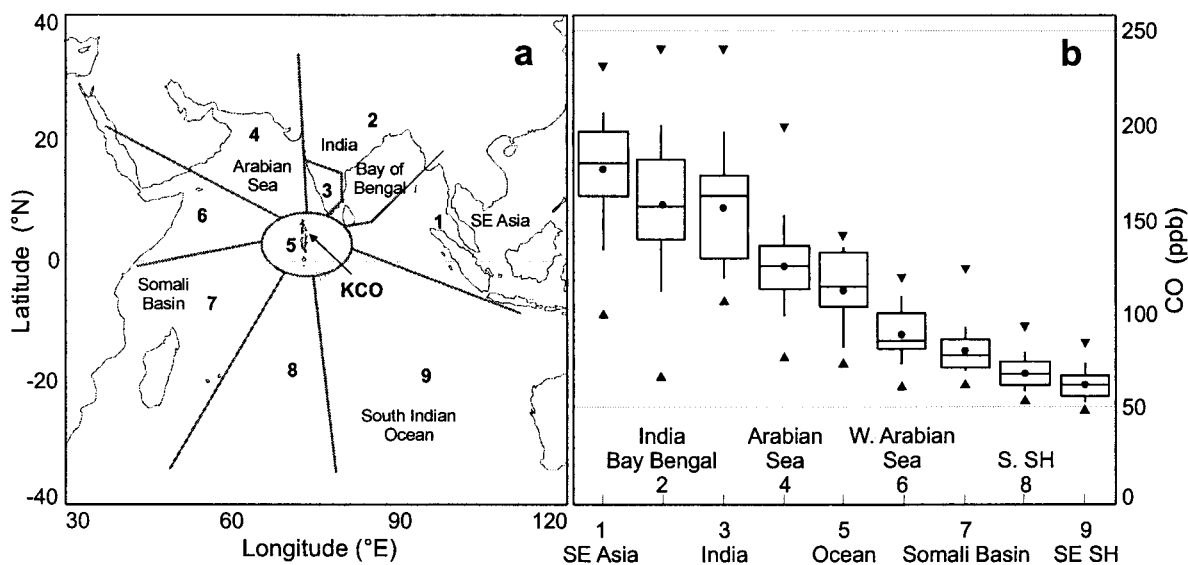 40
20
0
-20
-40
Latitude (°N)
30
60
90
120
Longitude (°E)
a
2
4
India
Arabian
Sea
Bay of
Bengal
3
6
1
SE Asia
5
KCO
Somali
Basin
7
8
9
South Indian
Ocean
b
250
200
150
100
50
0
CO (ppb)
India
Bay Bengal
2
Arabian
Sea
4
W. Arabian
Sea
6
S. SH
8
1
3
5
7
9
SE Asia
India
Ocean
Somali Basin
SE SH